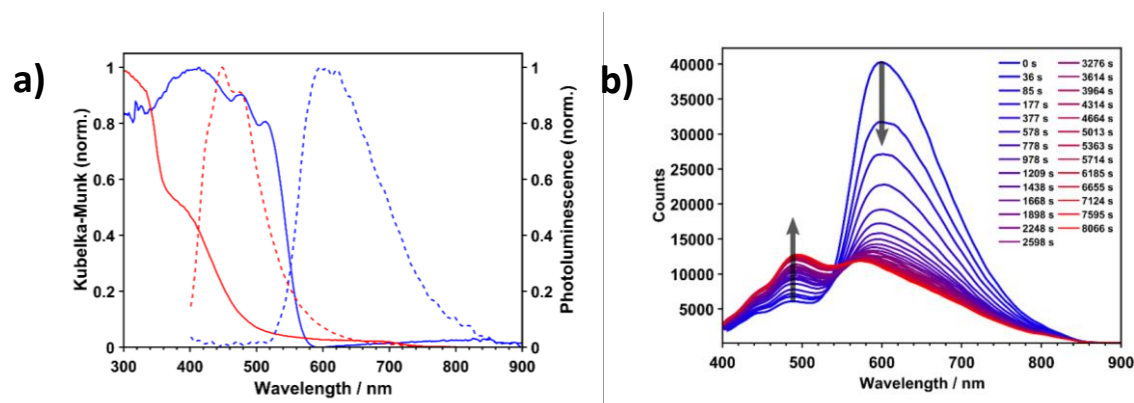 a)
Kubelka-Munk (norm.)
1
0.8
0.6
0.4
0.2
0
300 400 500 600 700 800 900
Wavelength / nm
1
0.8
0.6
0.4
0.2
0
Photoluminescence (norm.)
b)
Counts
40000
35000
30000
25000
20000
15000
10000
5000
400 500 600 700 800 900
Wavelength / nm
0 s
36 s
85 s
177 s
377 s
578 s
778 s
978 s
1209 s
1438 s
1668 s
1898 s
2248 s
2598 s
3276 s
3614 s
3964 s
4314 s
4664 s
5013 s
5363 s
5714 s
6185 s
6655 s
7124 s
7595 s
8066 s